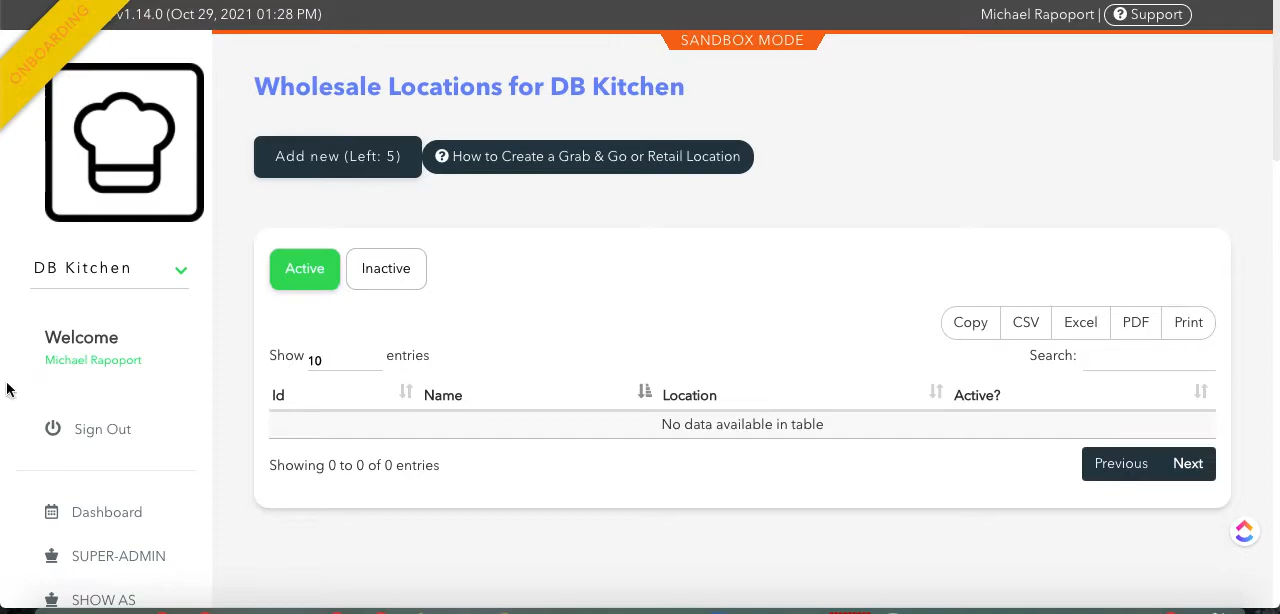 v1.14.0 (Oct 29, 2021 01:28 PM)
Michael Rapoport | Support
ONBOARDING
SANDBOX MODE
Wholesale Locations for DB Kitchen
Add new (Left: 5)
How to Create a Grab & Go or Retail Location
DB Kitchen
Active
Inactive
Copy CSV Excel PDF Print
Welcome
Michael Rapoport
Show 10 entries
Search:
Id Name Location Active?
No data available in table
Sign Out
Showing 0 to 0 of 0 entries
Previous Next
Dashboard
SUPER-ADMIN
SHOW AS